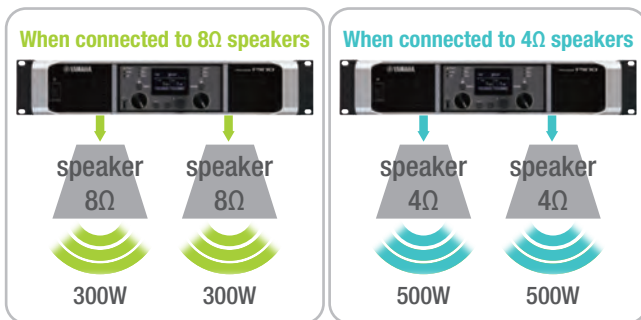 When connected to 8Ω speakers
YAMAHA
speaker
8Ω
speaker
8Ω
300W
300W
When connected to 4Ω speakers
YAMAHA
speaker
4Ω
speaker
4Ω
500W
500W